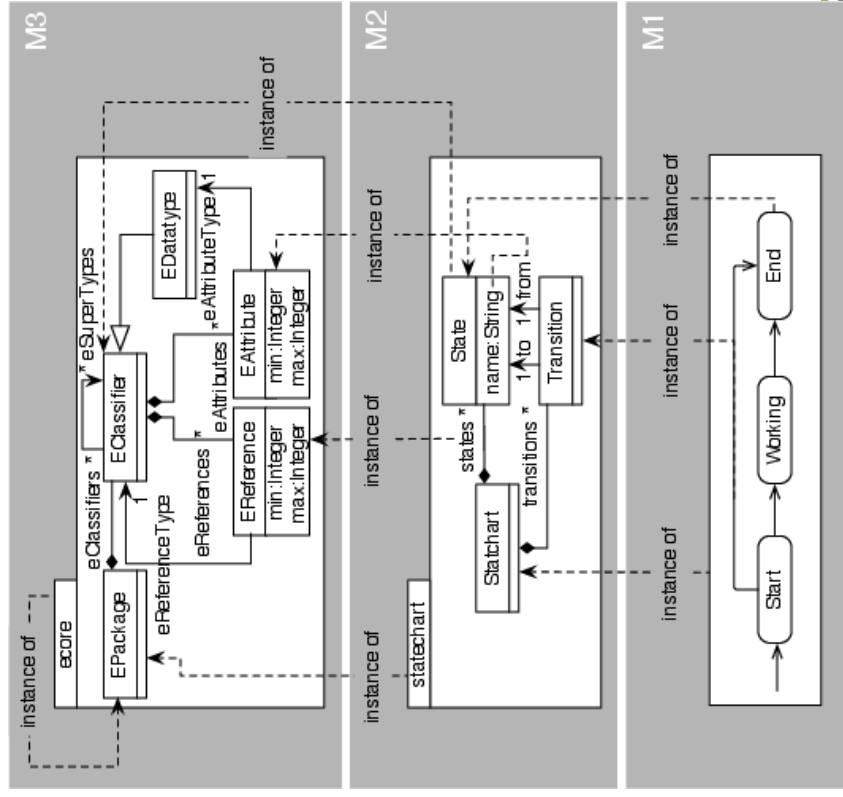 M3
instance of
ecore
EPackage
eClassifiers *
EClassifier
* eSuperTypes
EDatatype
eReferenceType
1
eReferences *
eAttributes *
eAttributeType 1
EReference
min:Integer
max:Integer
EAttribute
min:Integer
max:Integer
instance of
M2
instance of
instance of
instance of
statechart
Statchart
states *
transitions *
State
name: String
1 to
1 from
Transition
M1
instance of
instance of
instance of
Start
Working
End